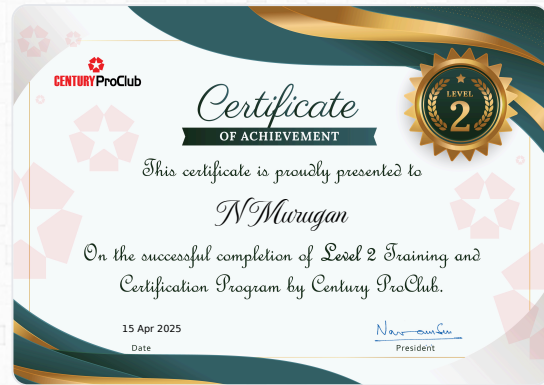 CENTURY ProClub
LEVEL
2
Certificate
OF ACHIEVEMENT
This certificate is proudly presented to
N Murugan
On the successful completion of Level 2 Training and
Certification Program by Century ProClub.
15 Apr 2025
Date
President